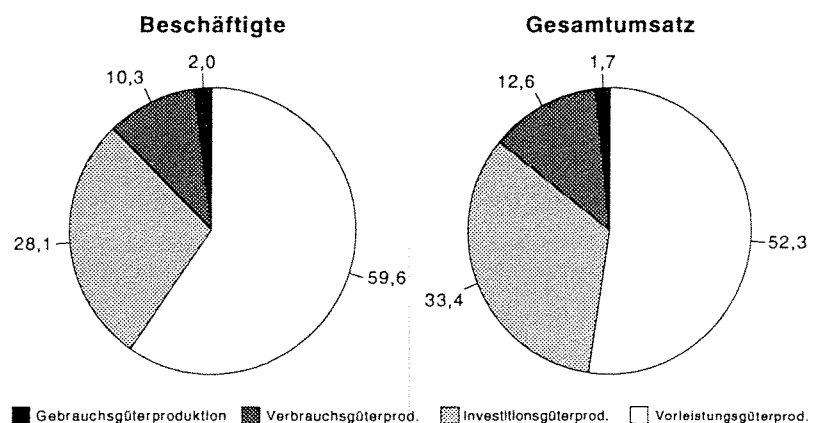 Beschäftigte
Gesamtumsatz
2,0
10,3
28,1
59,6
1,7
12,6
33,4
52,3
Gebrauchsgüterproduktion Verbrauchsgüterprod. Investitionsgüterprod. Vorleistungsgüterprod.